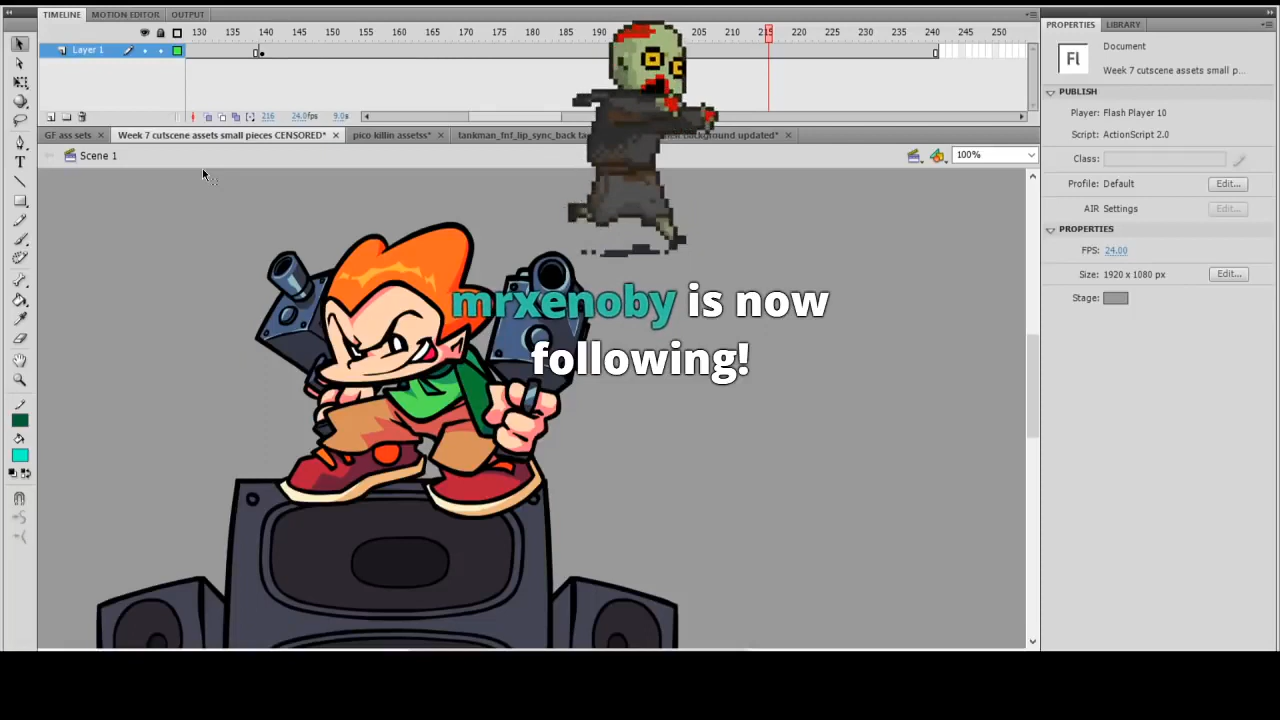 TIMELINE MOTION EDITOR OUTPUT
130 135 140 145 150 155 160 165 170 175 180 185 190 205 210 215 220 225 230 235 240 245 250
Layer 1
216 24.0fps 9.0s
GF ass sets Week 7 cutscene assets small pieces CENSORED* pico killin assetss* tankman_fnf_lip_sync_back background updated*
Scene 1
100%
PROPERTIES LIBRARY
Fl
Document
Week 7 cutscene assets small p...
PUBLISH
Player: Flash Player 10
Script: ActionScript 2.0
Class:
Profile: Default Edit...
AIR Settings Edit...
PROPERTIES
FPS: 24.00
Size: 1920 x 1080 px Edit...
Stage:
mrxenoby is now
following!